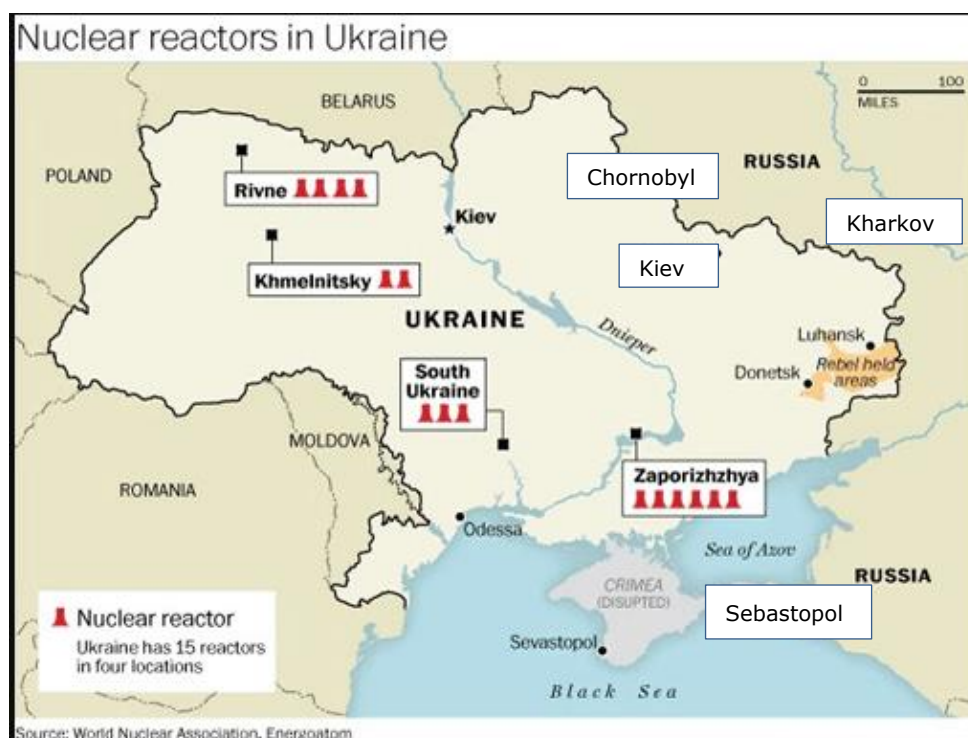 Nuclear reactors in Ukraine
BELARUS
0 100
MILES
POLAND
Rivne
RUSSIA
Chornobyl
Kiev
Kharkov
Khmelnitsky
Kiev
UKRAINE
Dnieper
Luhansk
Rebel held
areas
Donetsk
South
Ukraine
MOLDOVA
Zaporizhzhya
ROMANIA
Odessa
Sea of Azov
CRIMEA
(DISUPTED)
RUSSIA
Sebastopol
Nuclear reactor
Ukraine has 15 reactors
in four locations
Sevastopol
Black Sea
Source: World Nuclear Association, Energoatom